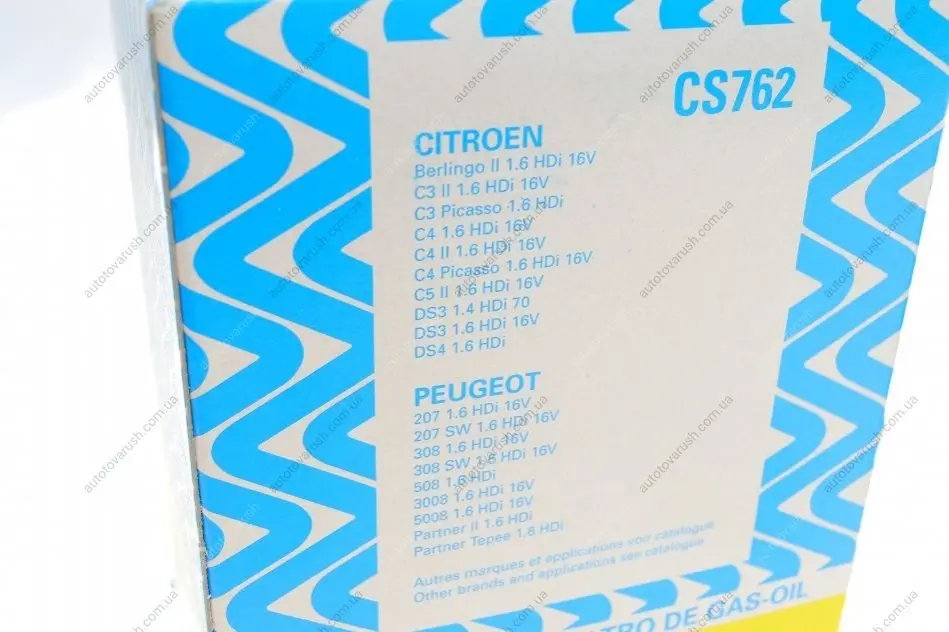 CS762
CITROEN
Berlingo II 1.6 HDi 16V
C3 II 1.6 HDi 16V
C3 Picasso 1.6 HDi
C4 1.6 HDi 16V
C4 II 1.6 HDi 16V
C4 Picasso 1.6 HDi 16V
C5 II 1.6 HDi 16V
DS3 1.4 HDi 70
DS3 1.6 HDi 16V
DS4 1.6 HDi
PEUGEOT
207 1.6 HDi 16V
207 SW 1.6 HDi 16V
308 1.6 HDi 16V
308 SW 1.6 HDi 16V
508 1.6 HDi
3008 1.6 HDi 16V
5008 1.6 HDi 16V
Partner II 1.6 HDi
Partner Tepee 1.6 HDi
Autres marques et applications voir catalogue
Other brands and applications see catalogue
DE GAS-OIL
autotovarush.com.ua